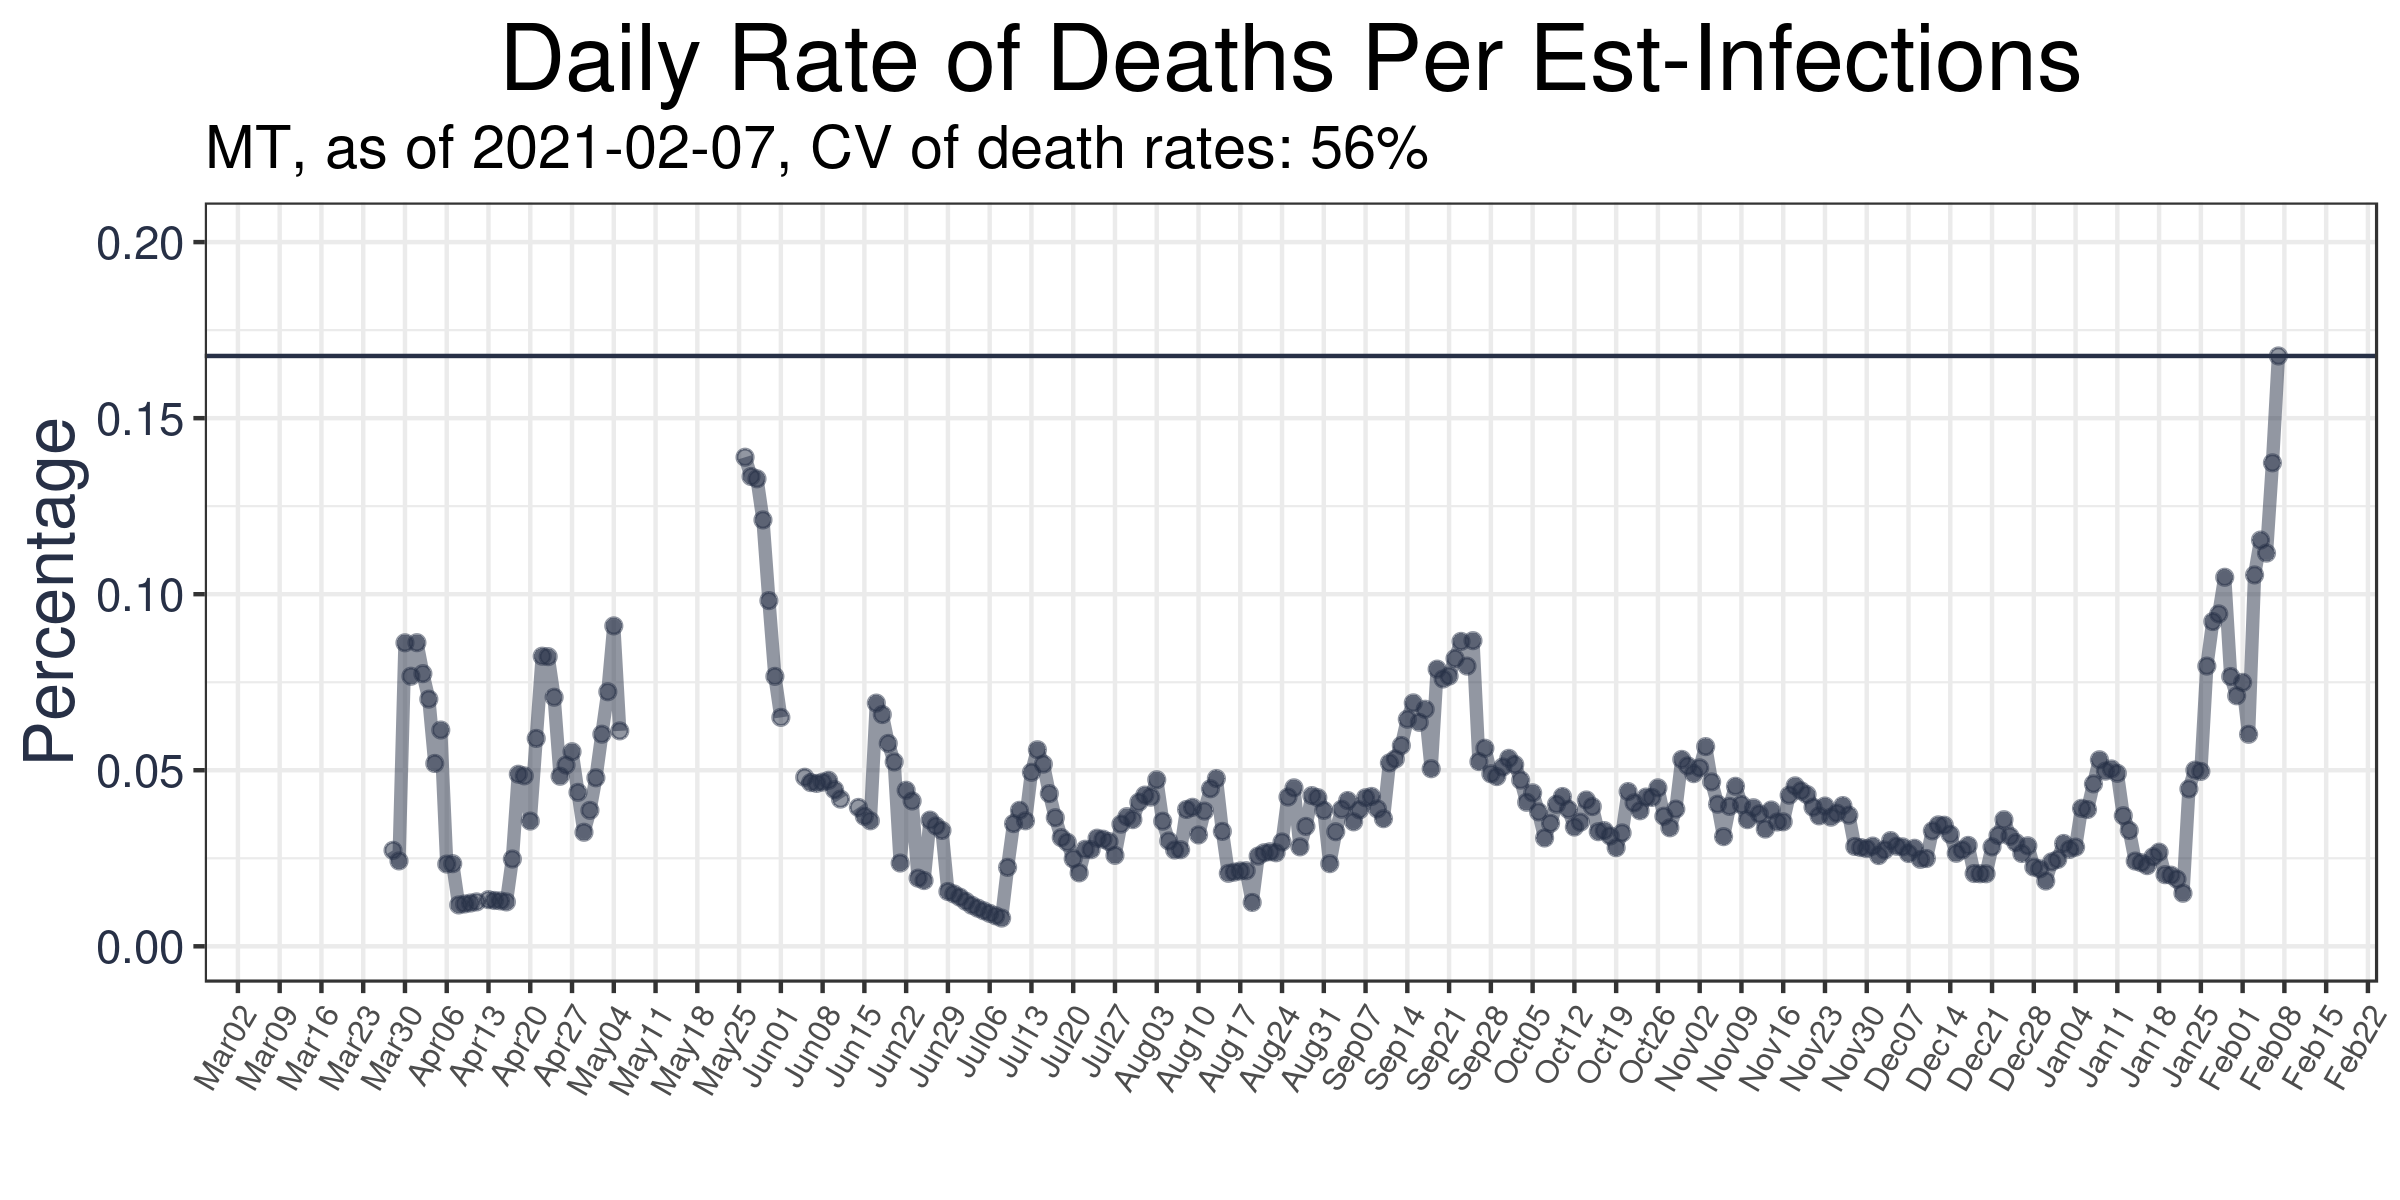 Daily Rate of Deaths Per Est-Infections
MT, as of 2021-02-07, CV of death rates: 56%
Percentage
0.20
0.15
0.10
0.05
0.00
Mar02
Mar09
Mar16
Mar23
Mar30
Apr06
Apr13
Apr20
Apr27
May04
May11
May18
May25
Jun01
Jun08
Jun15
Jun22
Jun29
Jul06
Jul13
Jul20
Jul27
Aug03
Aug10
Aug17
Aug24
Aug31
Sep07
Sep14
Sep21
Sep28
Oct05
Oct12
Oct19
Oct26
Nov02
Nov09
Nov16
Nov23
Nov30
Dec07
Dec14
Dec21
Dec28
Jan04
Jan11
Jan18
Jan25
Feb01
Feb08
Feb15
Feb22